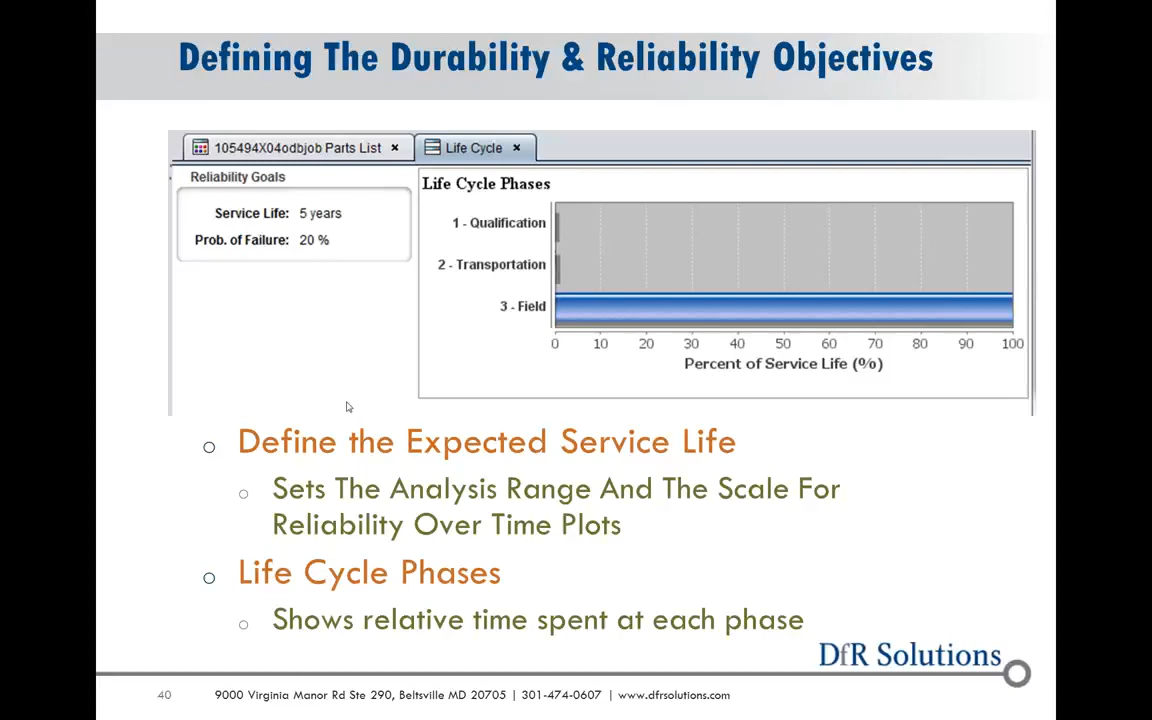 Defining The Durability & Reliability Objectives
105494X04odbjob Parts List ×
Life Cycle ×
Reliability Goals
Service Life: 5 years
Prob. of Failure: 20 %
Life Cycle Phases
1 - Qualification
2 - Transportation
3 - Field
0 10 20 30 40 50 60 70 80 90 100
Percent of Service Life (%)
Define the Expected Service Life
Sets The Analysis Range And The Scale For
Reliability Over Time Plots
Life Cycle Phases
Shows relative time spent at each phase
DfR Solutions
40
9000 Virginia Manor Rd Ste 290, Beltsville MD 20705 | 301-474-0607 | www.dfrsolutions.com